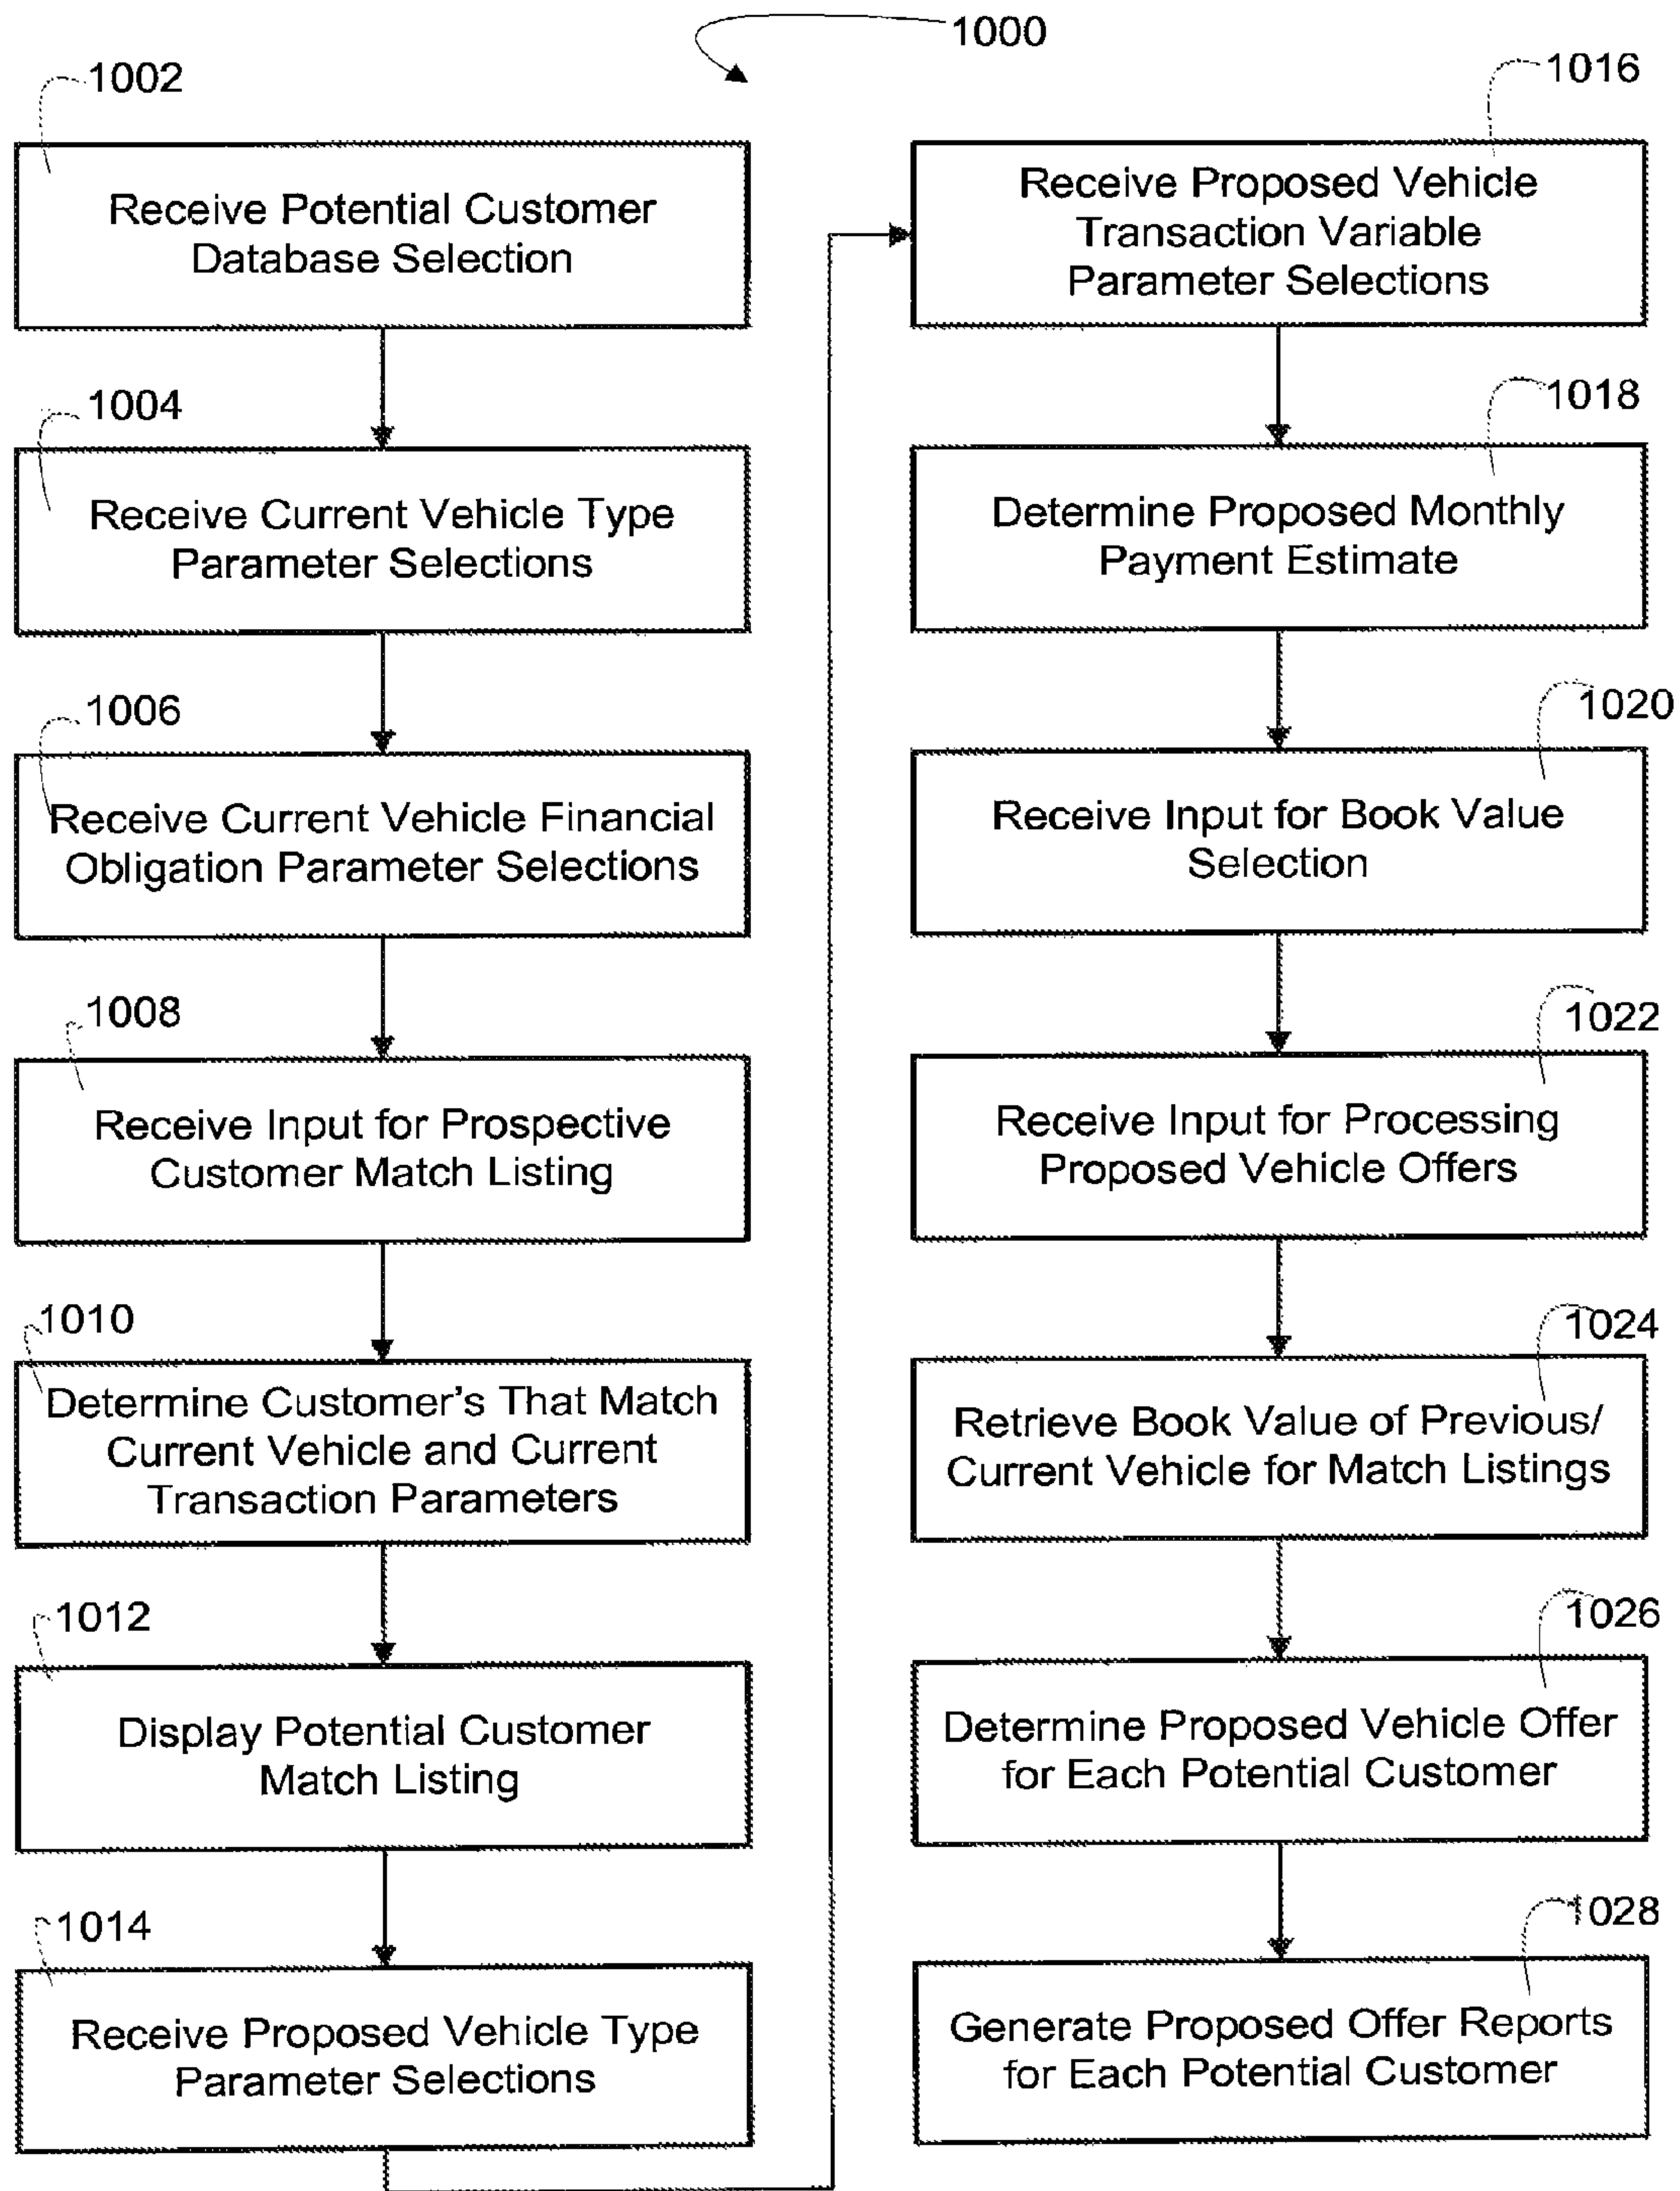 1000
1002
Receive Potential Customer
Database Selection
1004
Receive Current Vehicle Type
Parameter Selections
1006
Receive Current Vehicle Financial
Obligation Parameter Selections
1008
Receive Input for Prospective
Customer Match Listing
1010
Determine Customer's That Match
Current Vehicle and Current
Transaction Parameters
1012
Display Potential Customer
Match Listing
1014
Receive Proposed Vehicle Type
Parameter Selections
1016
Receive Proposed Vehicle
Transaction Variable
Parameter Selections
1018
Determine Proposed Monthly
Payment Estimate
1020
Receive Input for Book Value
Selection
1022
Receive Input for Processing
Proposed Vehicle Offers
1024
Retrieve Book Value of Previous/
Current Vehicle for Match Listings
1026
Determine Proposed Vehicle Offer
for Each Potential Customer
1028
Generate Proposed Offer Reports
for Each Potential Customer